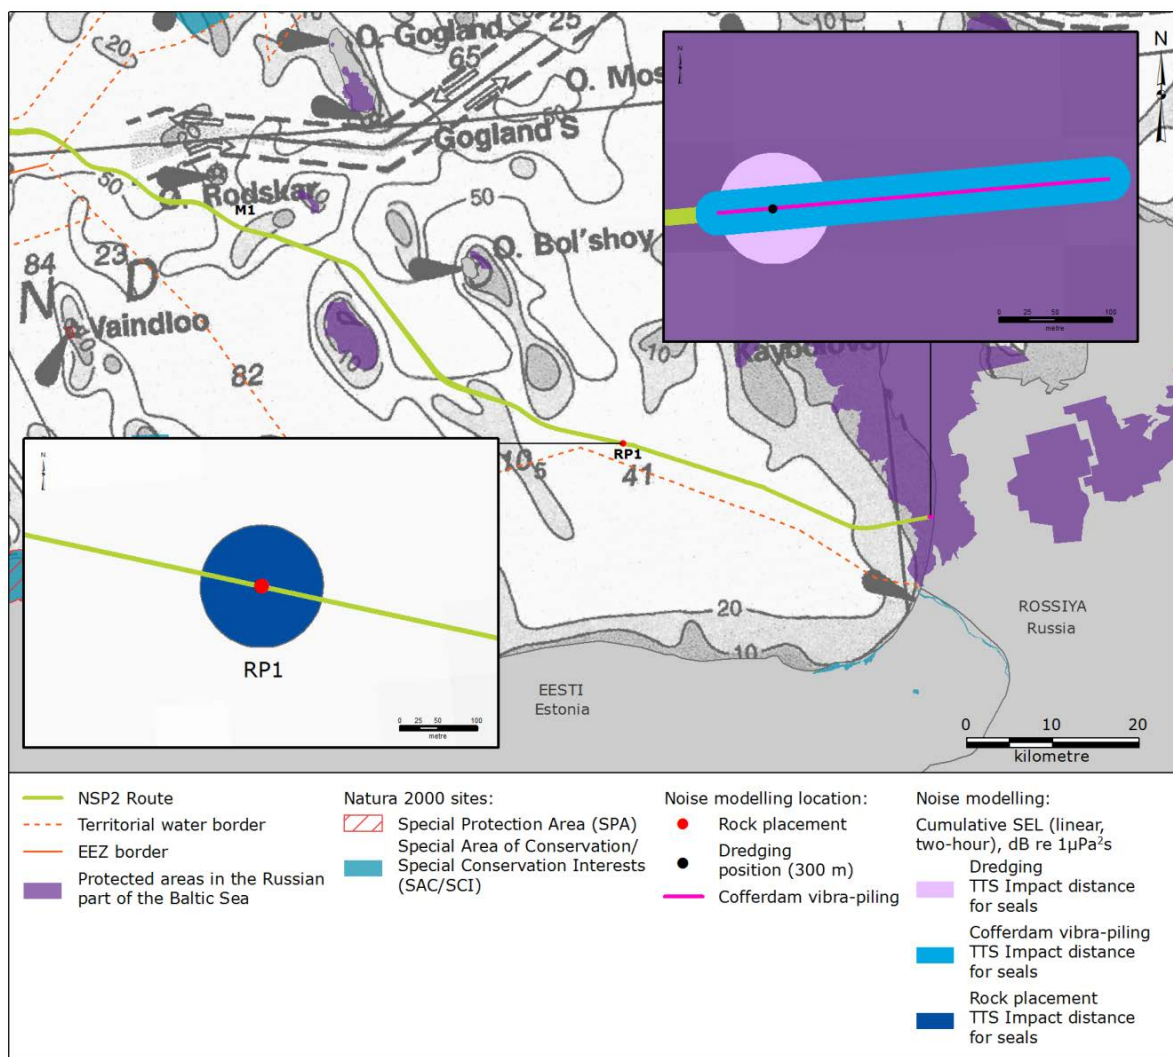 20
10
O. Gogland
65
25
10
N
O. Mos
50
Gogland S
60
50
O. Rodskar
M1
50
O. Bol'shoy
84
23
N
D
Vaindloo
10
10
82
Kaybolovo
0 25 50 100
metre
N
10
5
RP1
41
RP1
0 25 50 100
metre
20
10
EESTI
Estonia
ROSSIYA
Russia
0 10 20
kilometre
NSP2 Route
Territorial water border
EEZ border
Protected areas in the Russian
part of the Baltic Sea
Natura 2000 sites:
Special Protection Area (SPA)
Special Area of Conservation/
Special Conservation Interests
(SAC/SCI)
Noise modelling location:
Rock placement
Dredging
position (300 m)
Cofferdam vibra-piling
Noise modelling:
Cumulative SEL (linear,
two-hour), dB re 1µPa²s
Dredging
TTS Impact distance
for seals
Cofferdam vibra-piling
TTS Impact distance
for seals
Rock placement
TTS Impact distance
for seals